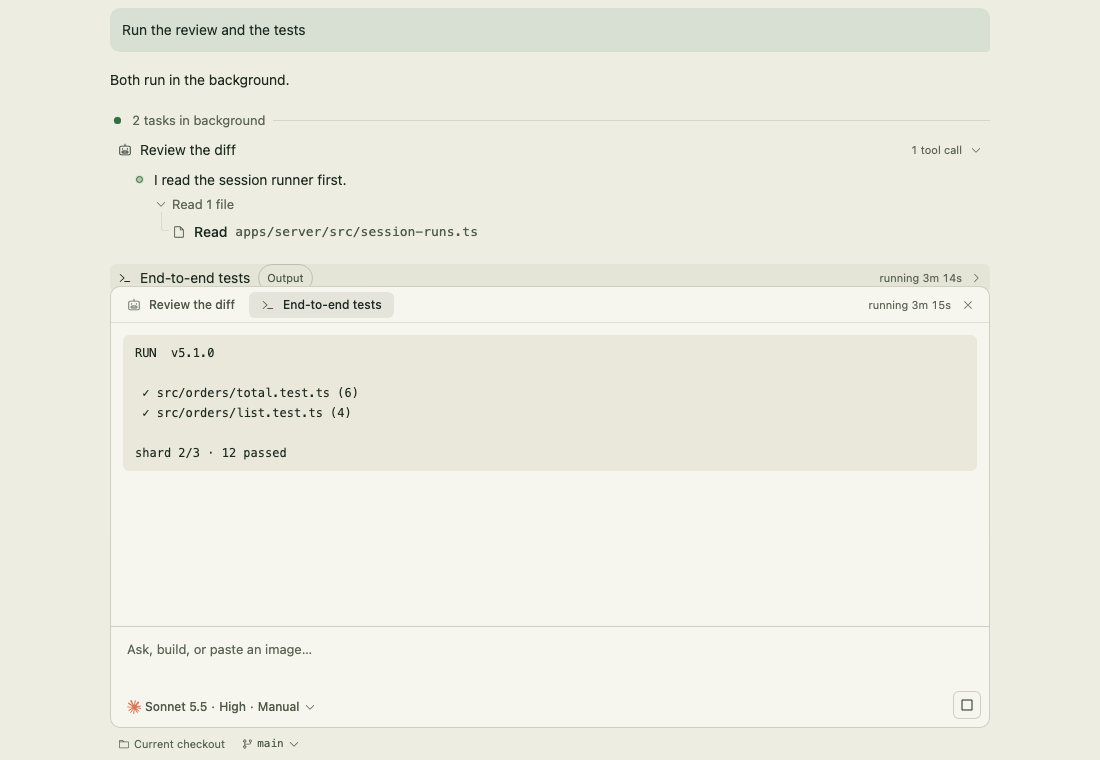 Run the review and the tests
Both run in the background.
2 tasks in background
Review the diff 1 tool call
I read the session runner first.
Read 1 file
Read apps/server/src/session-runs.ts
End-to-end tests Output running 3m 14s
Review the diff End-to-end tests running 3m 15s
RUN  v5.1.0
✓ src/orders/total.test.ts (6)
✓ src/orders/list.test.ts (4)
shard 2/3 · 12 passed
Ask, build, or paste an image...
Sonnet 5.5 · High · Manual
Current checkout main